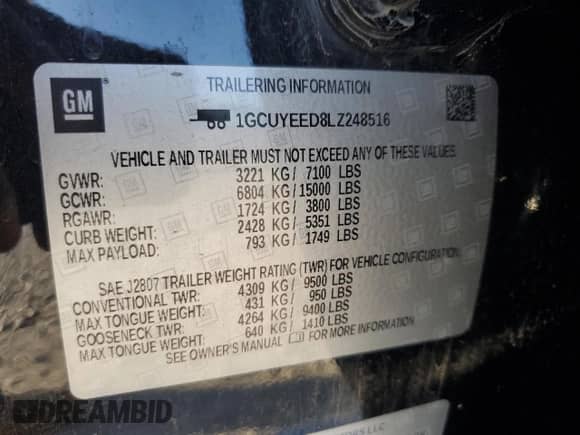 GM
TRAILERING INFORMATION
1GCUYEED8LZ248516
VEHICLE AND TRAILER MUST NOT EXCEED ANY OF THESE VALUES.
GVWR: 3221 KG/ 7100 LBS
GCWR: 6804 KG/15000 LBS
RGAWR: 1724 KG/ 3800 LBS
CURB WEIGHT: 2428 KG/ 5351 LBS
MAX PAYLOAD: 793 KG/ 1749 LBS
SAE J2807 TRAILER WEIGHT RATING (TWR) FOR VEHICLE CONFIGURATION.
CONVENTIONAL TWR: 4309 KG/ 9500 LBS
MAX TONGUE WEIGHT: 431 KG/ 950 LBS
GOOSENECK TWR: 4264 KG/ 9400 LBS
MAX TONGUE WEIGHT: 640 KG/ 1410 LBS
SEE OWNER'S MANUAL FOR MORE INFORMATION
DREAMBID
LLC